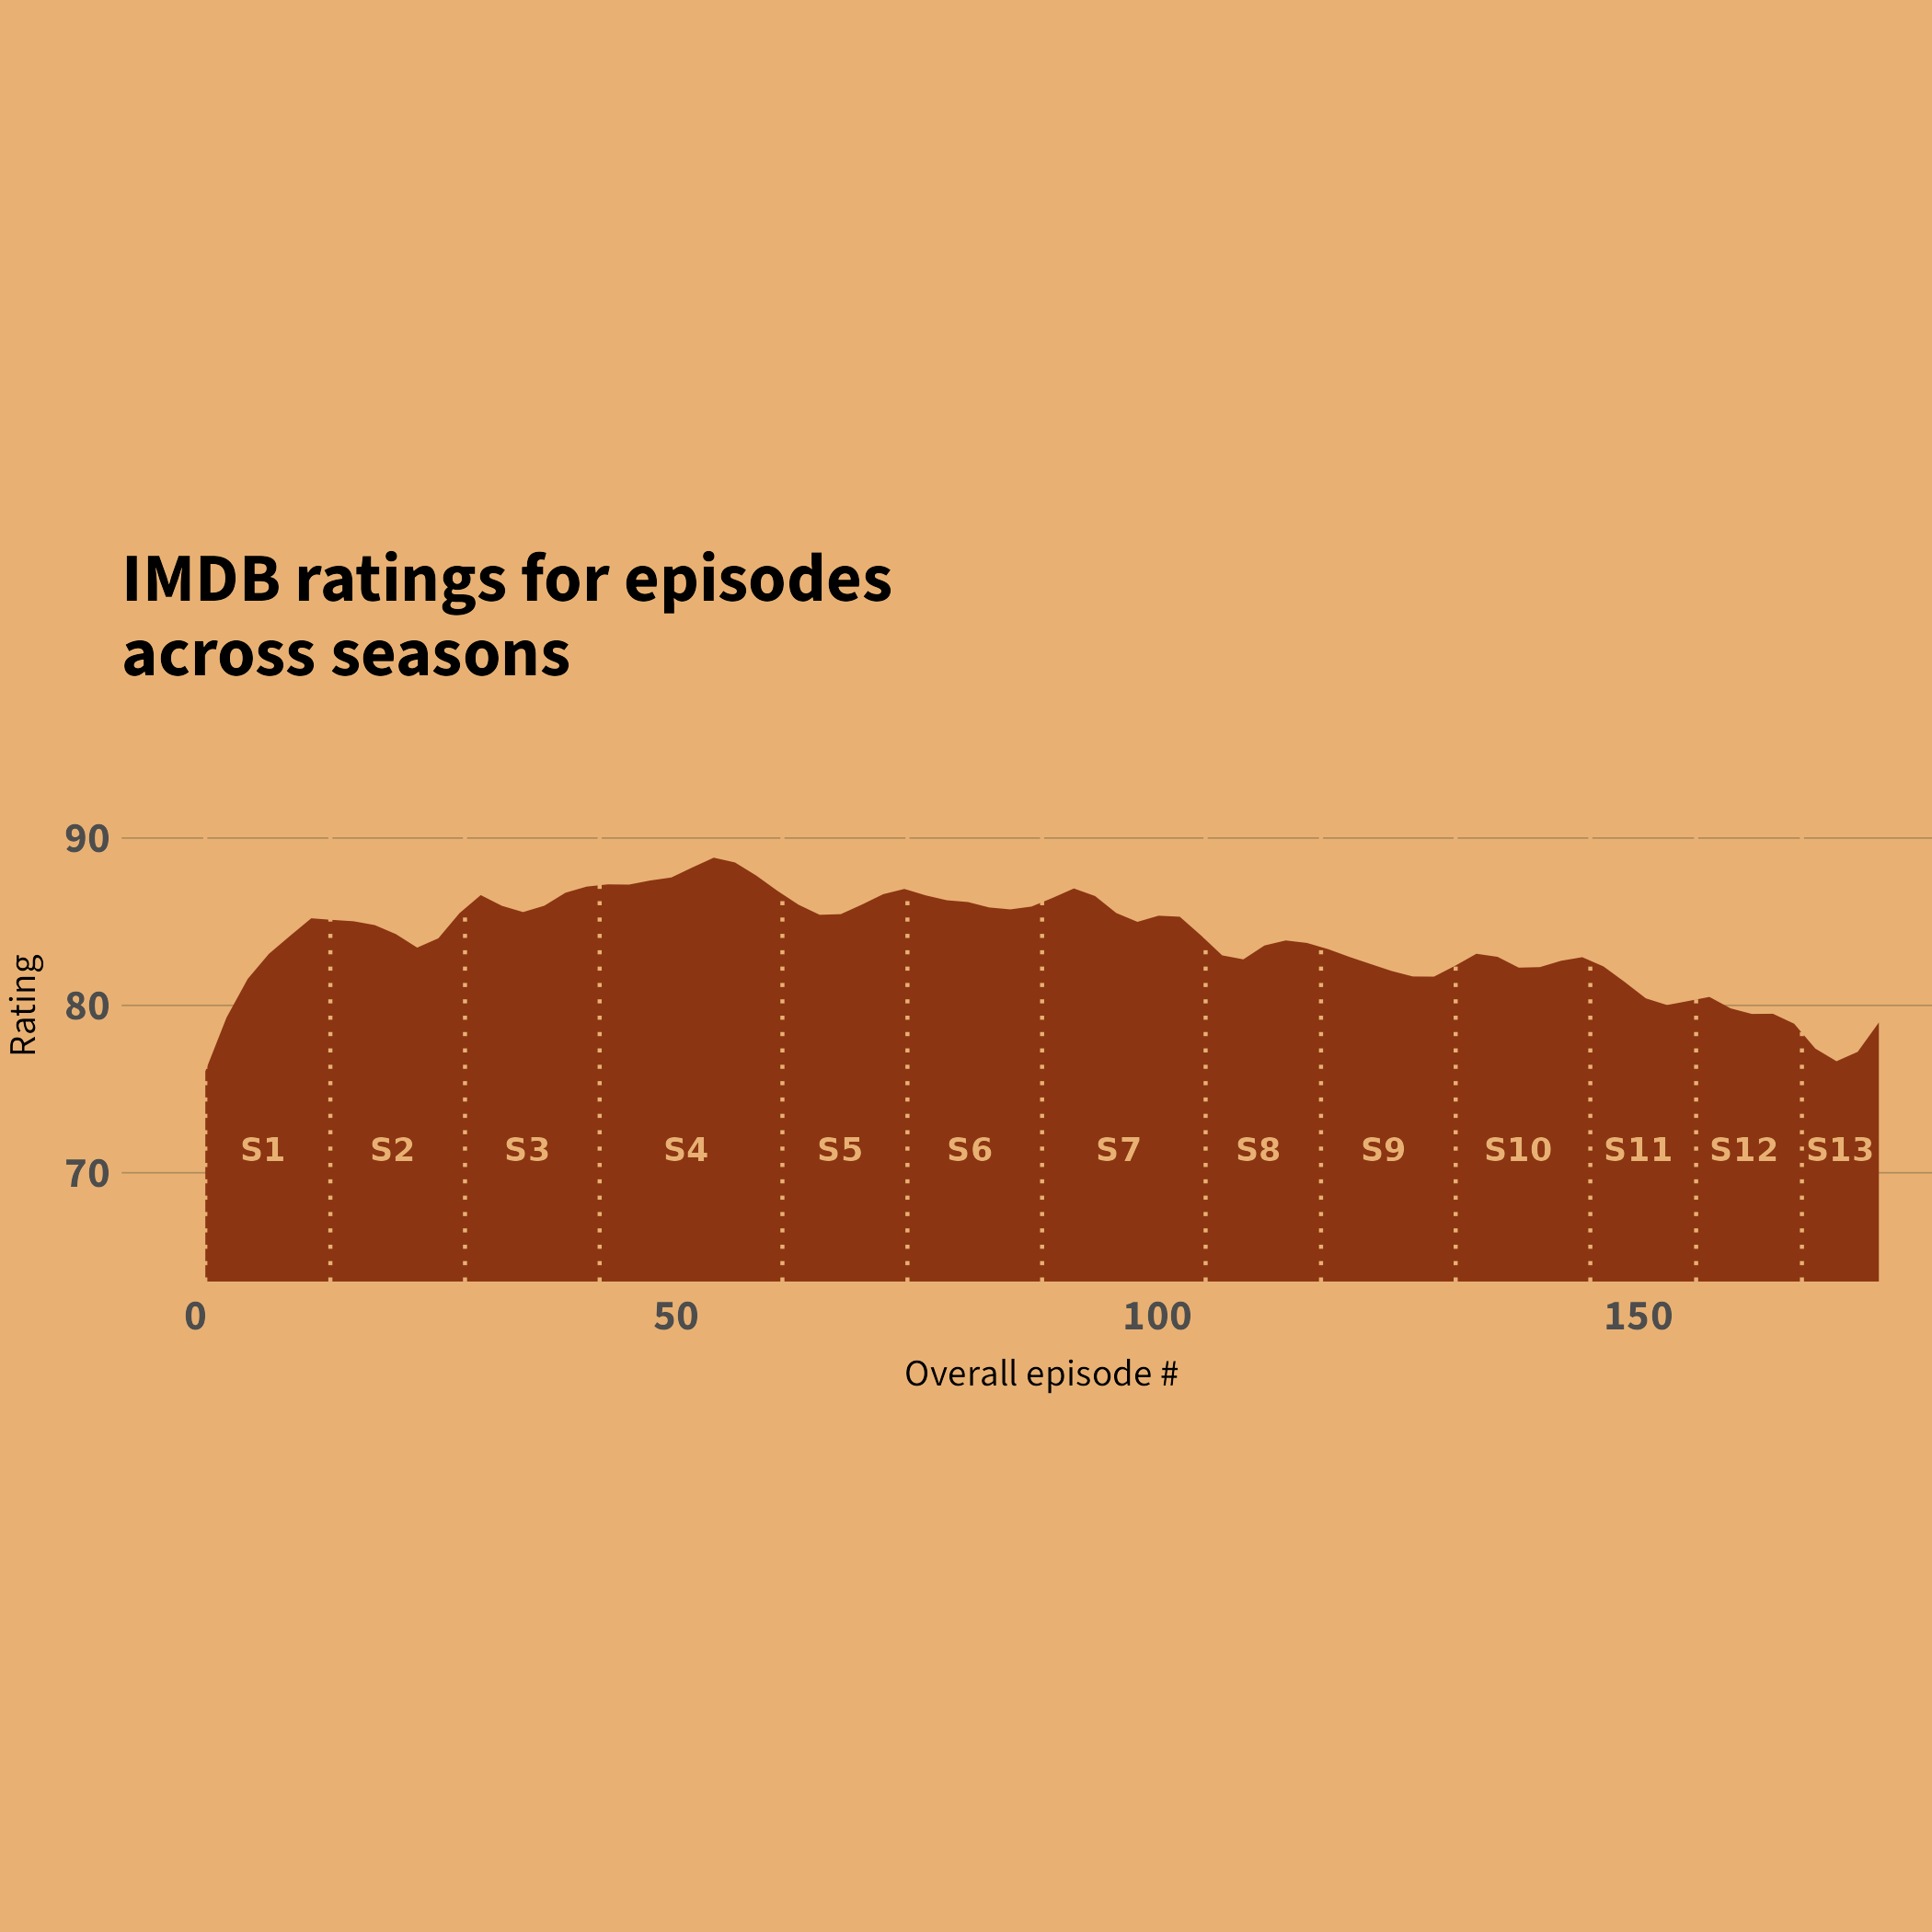 IMDB ratings for episodes
across seasons
90
80
70
Rating
S1 S2 S3 S4 S5 S6 S7 S8 S9 S10 S11 S12 S13
0 50 100 150
Overall episode #